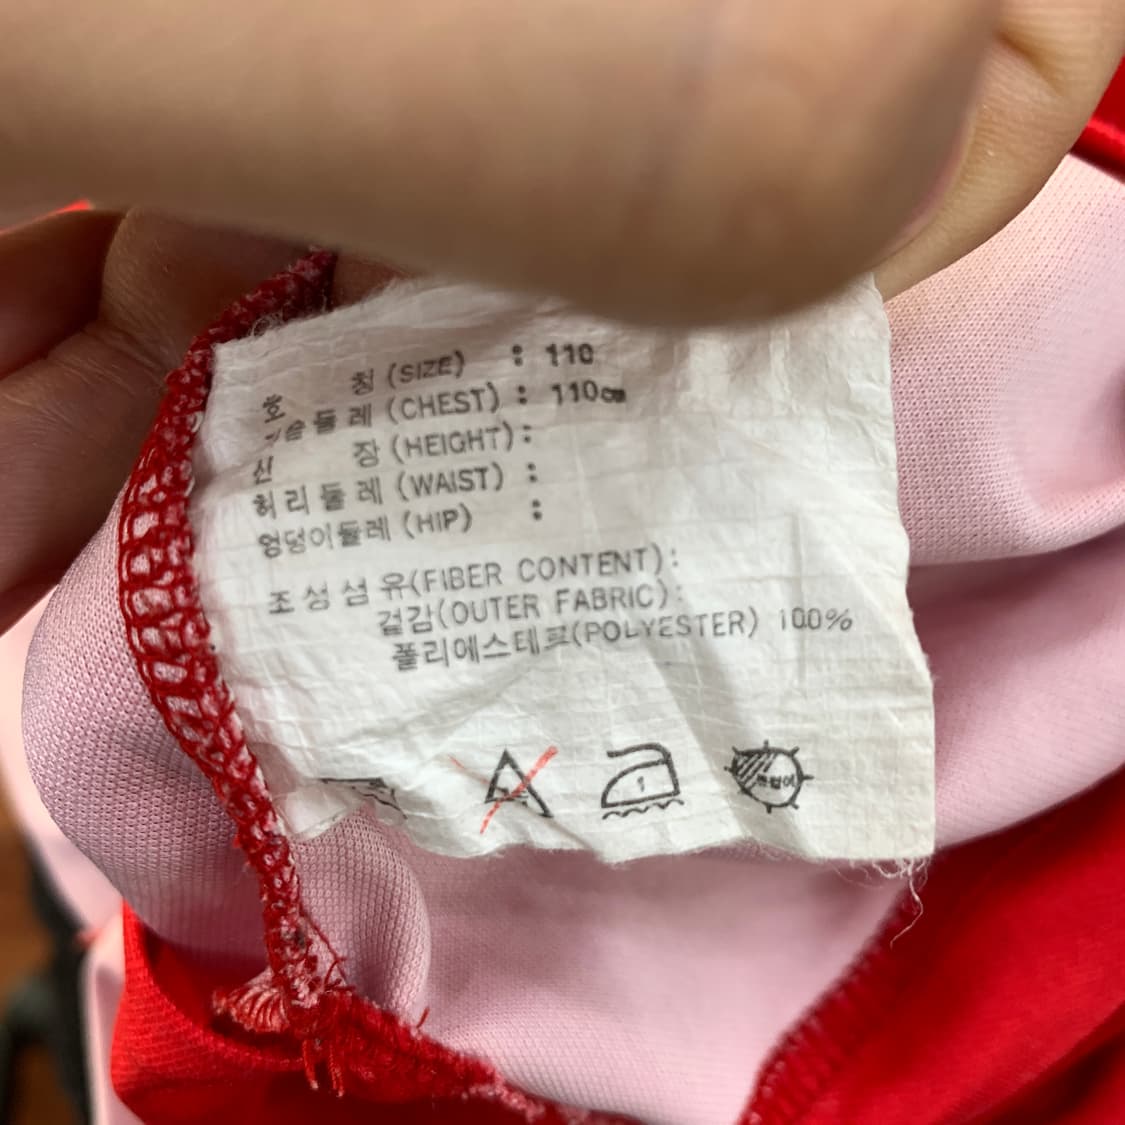 호 칭 (SIZE) : 110
가슴둘레 (CHEST) : 110cm
신 장 (HEIGHT) :
허리둘레 (WAIST) :
엉덩이둘레 (HIP) :
조성섬유(FIBER CONTENT) :
겉감(OUTER FABRIC) :
폴리에스테르(POLYESTER) 100%
1